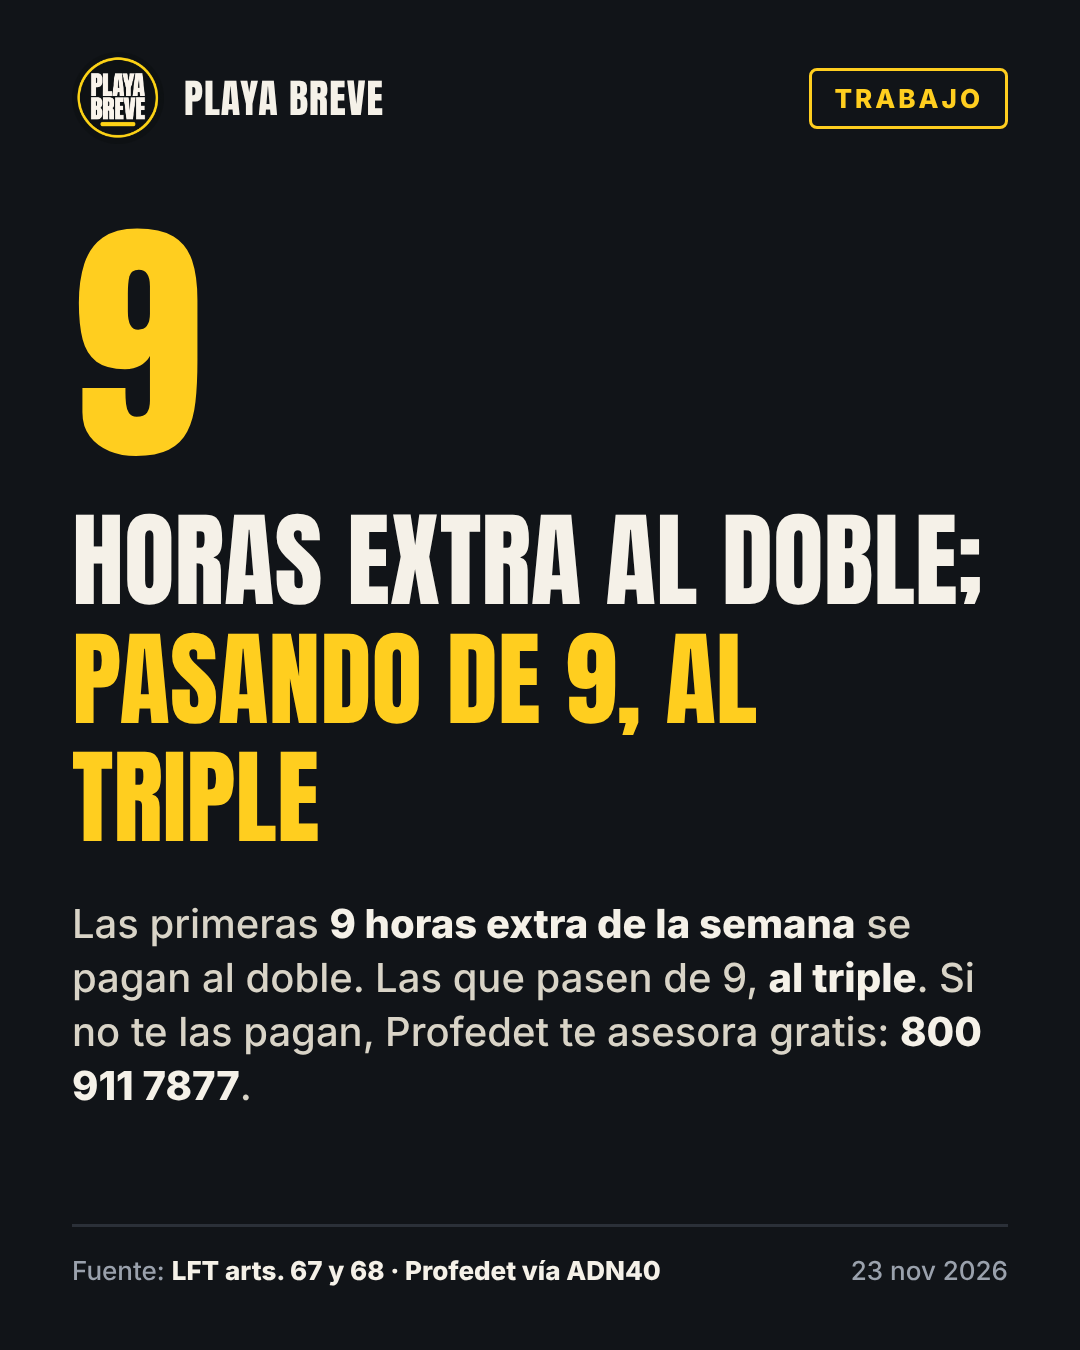 PLAYA
BREVE
PLAYA BREVE
TRABAJO
9
HORAS EXTRA AL DOBLE;
PASANDO DE 9, AL
TRIPLE
Las primeras 9 horas extra de la semana se
pagan al doble. Las que pasen de 9, al triple. Si
no te las pagan, Profedet te asesora gratis: 800
911 7877.
Fuente: LFT arts. 67 y 68 · Profedet vía ADN40
23 nov 2026